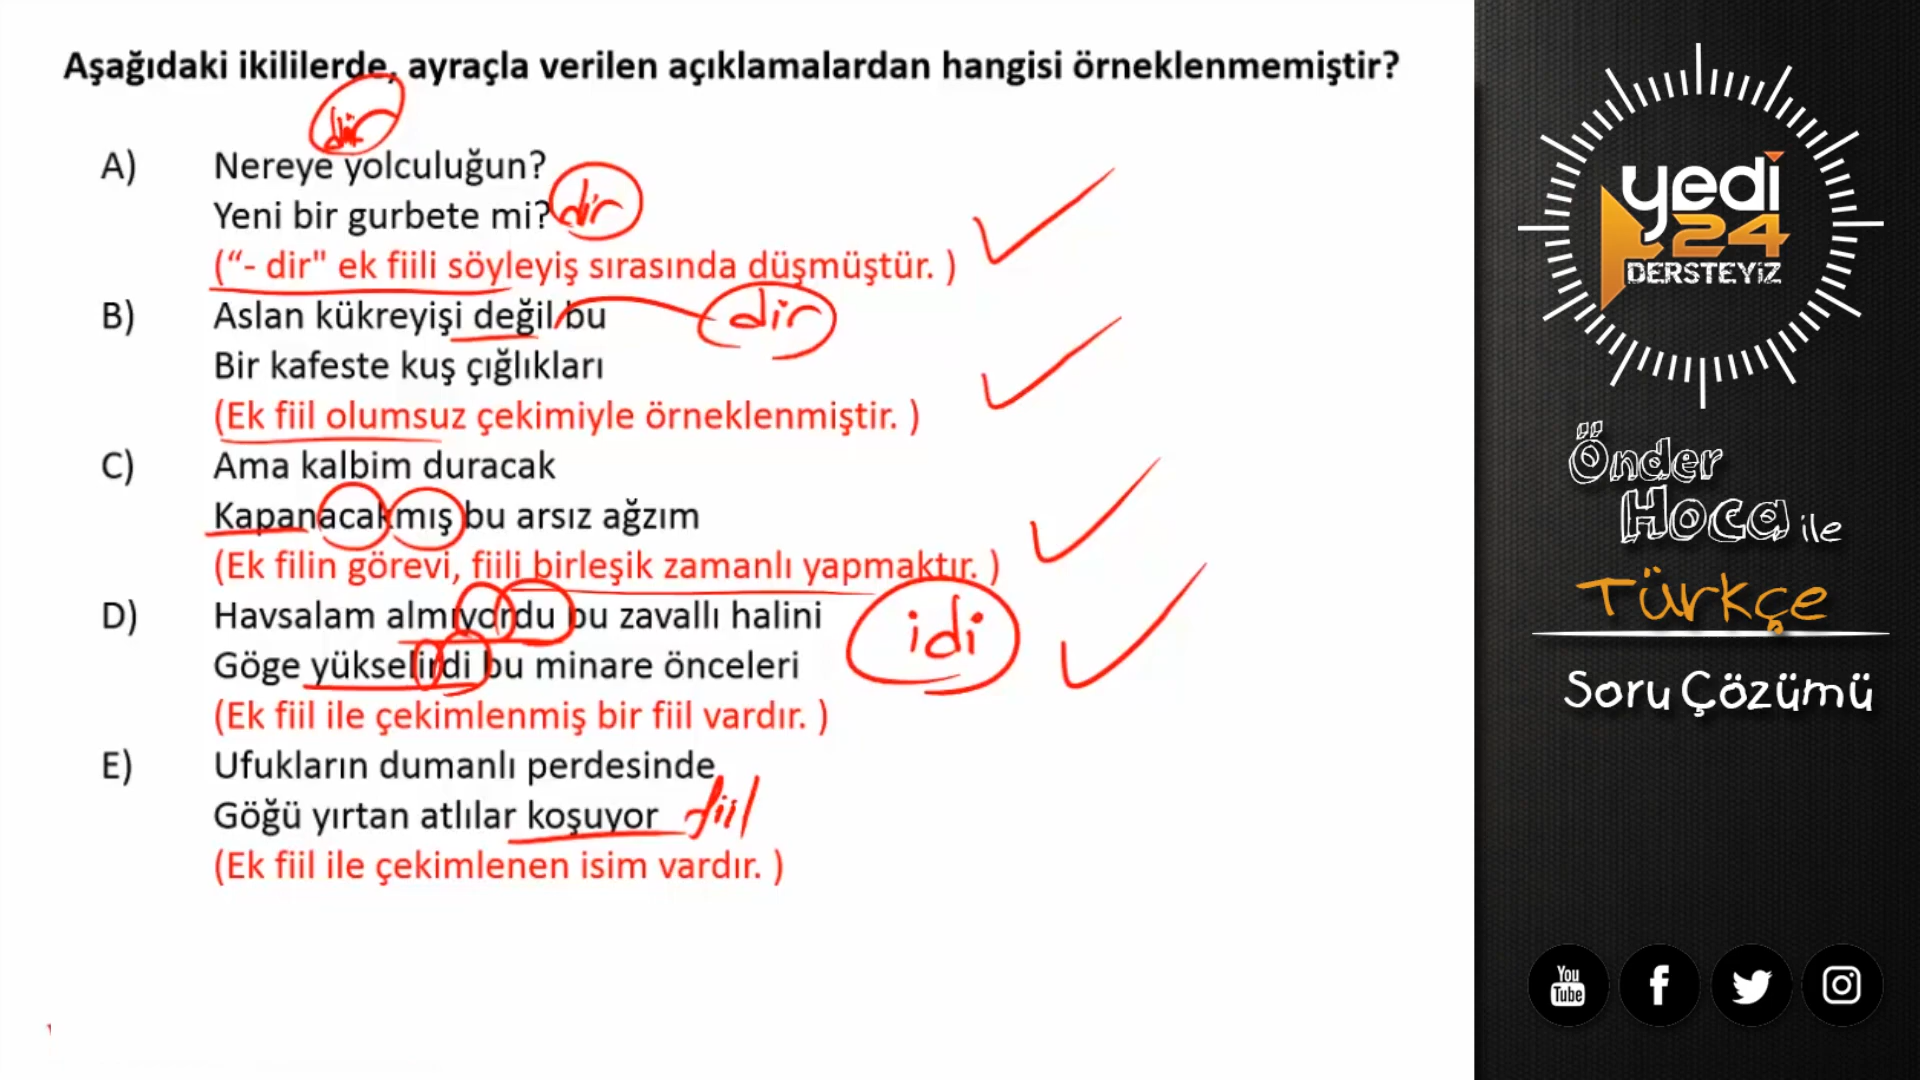 Aşağıdaki ikililerde, ayraçla verilen açıklamalardan hangisi örneklenmemiştir?
dir
A) Nereye yolculuğun?
Yeni bir gurbete mi? dir
("- dir" ek fiili söyleyiş sırasında düşmüştür. )
B) Aslan kükreyişi değil bu dir
Bir kafeste kuş çığlıkları
(Ek fiil olumsuz çekimiyle örneklenmiştir. )
C) Ama kalbim duracak
Kapanacakmış bu arsız ağzım
(Ek filin görevi, fiili birleşik zamanlı yapmaktır. )
D) Havsalam almıyordu bu zavallı halini idi
Göge yükselirdi bu minare önceleri
(Ek fiil ile çekimlenmiş bir fiil vardır. )
E) Ufukların dumanlı perdesinde
Göğü yırtan atlılar koşuyor fiil
(Ek fiil ile çekimlenen isim vardır. )
yedi
24
DERSTEYİZ
Önder
Hoca ile
Türkçe
Soru Çözümü
You
Tube